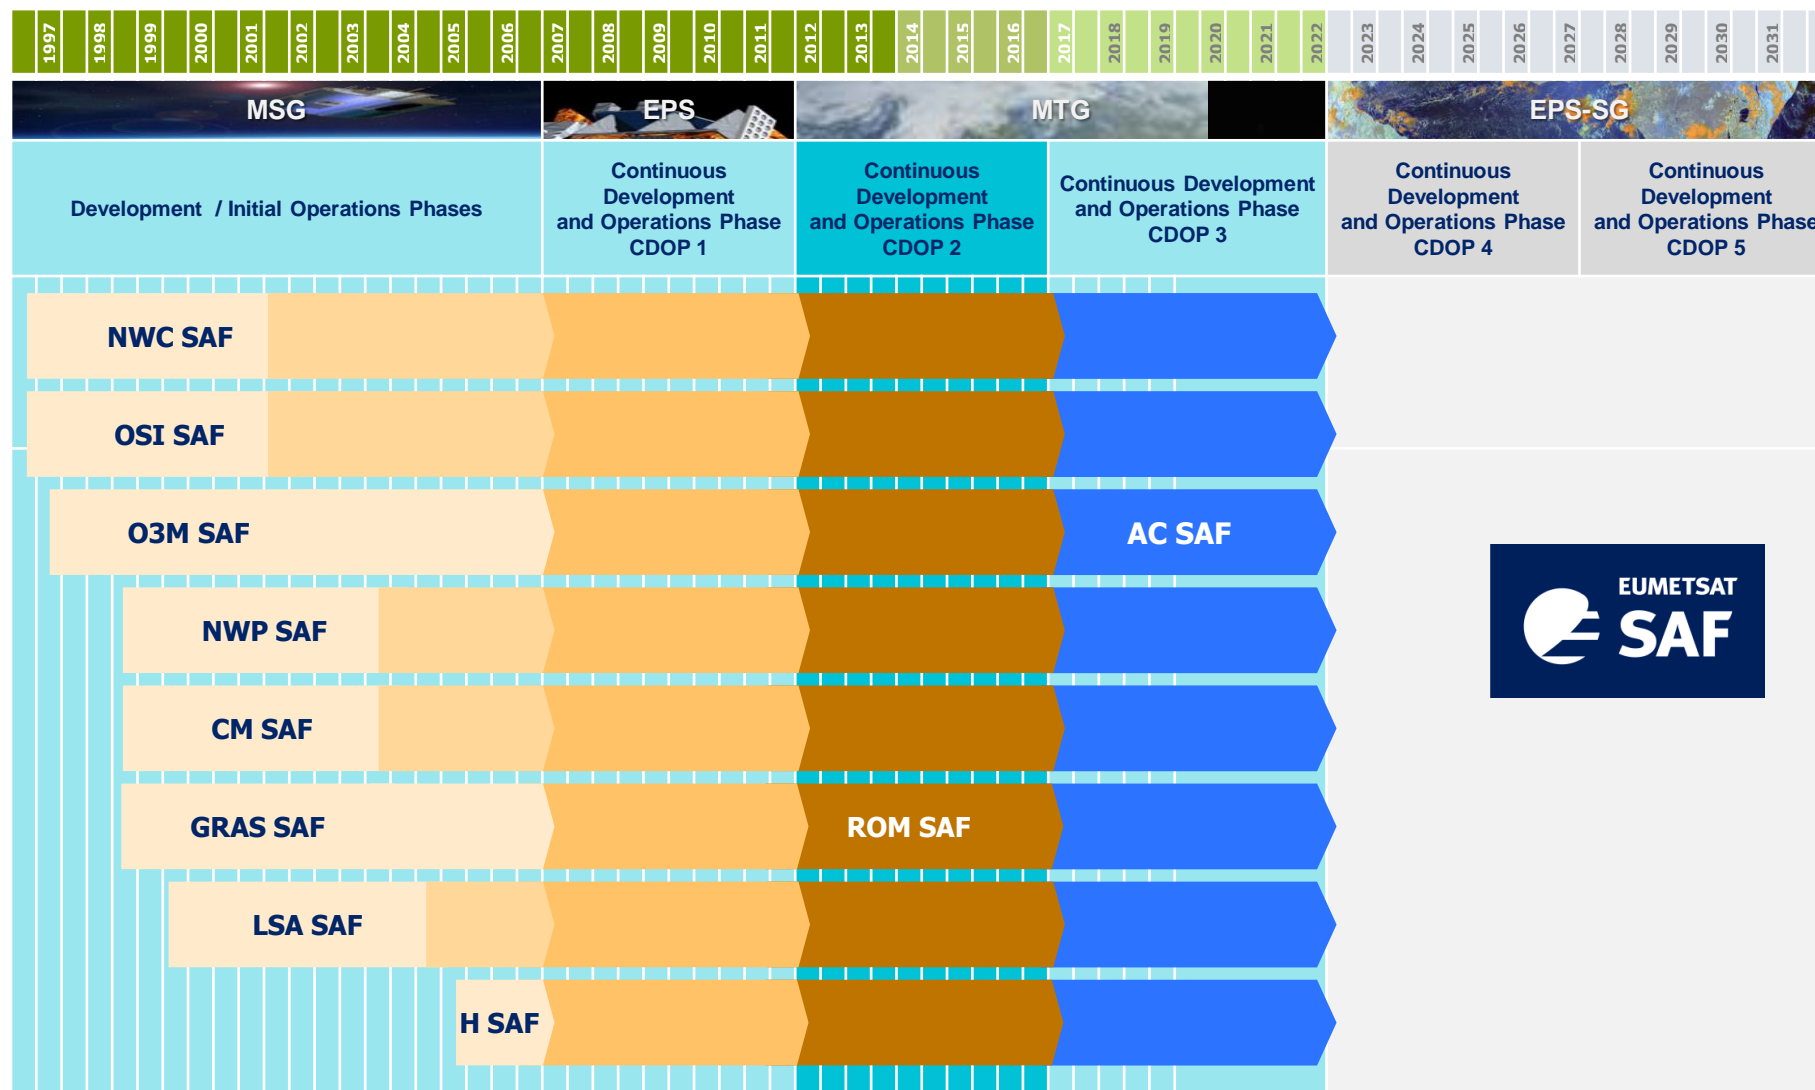 1997 1998 1999 2000 2001 2002 2003 2004 2005 2006 2007 2008 2009 2010 2011 2012 2013 2014 2015 2016 2017 2018 2019 2020 2021 2022 2023 2024 2025 2026 2027 2028 2029 2030 2031
MSG
EPS
MTG
EPS-SG
Development / Initial Operations Phases
Continuous
Development
and Operations Phase
CDOP 1
Continuous
Development
and Operations Phase
CDOP 2
Continuous Development
and Operations Phase
CDOP 3
Continuous
Development
and Operations Phase
CDOP 4
Continuous
Development
and Operations Phase
CDOP 5
NWC SAF
OSI SAF
O3M SAF
AC SAF
NWP SAF
CM SAF
GRAS SAF
ROM SAF
LSA SAF
H SAF
EUMETSAT
SAF